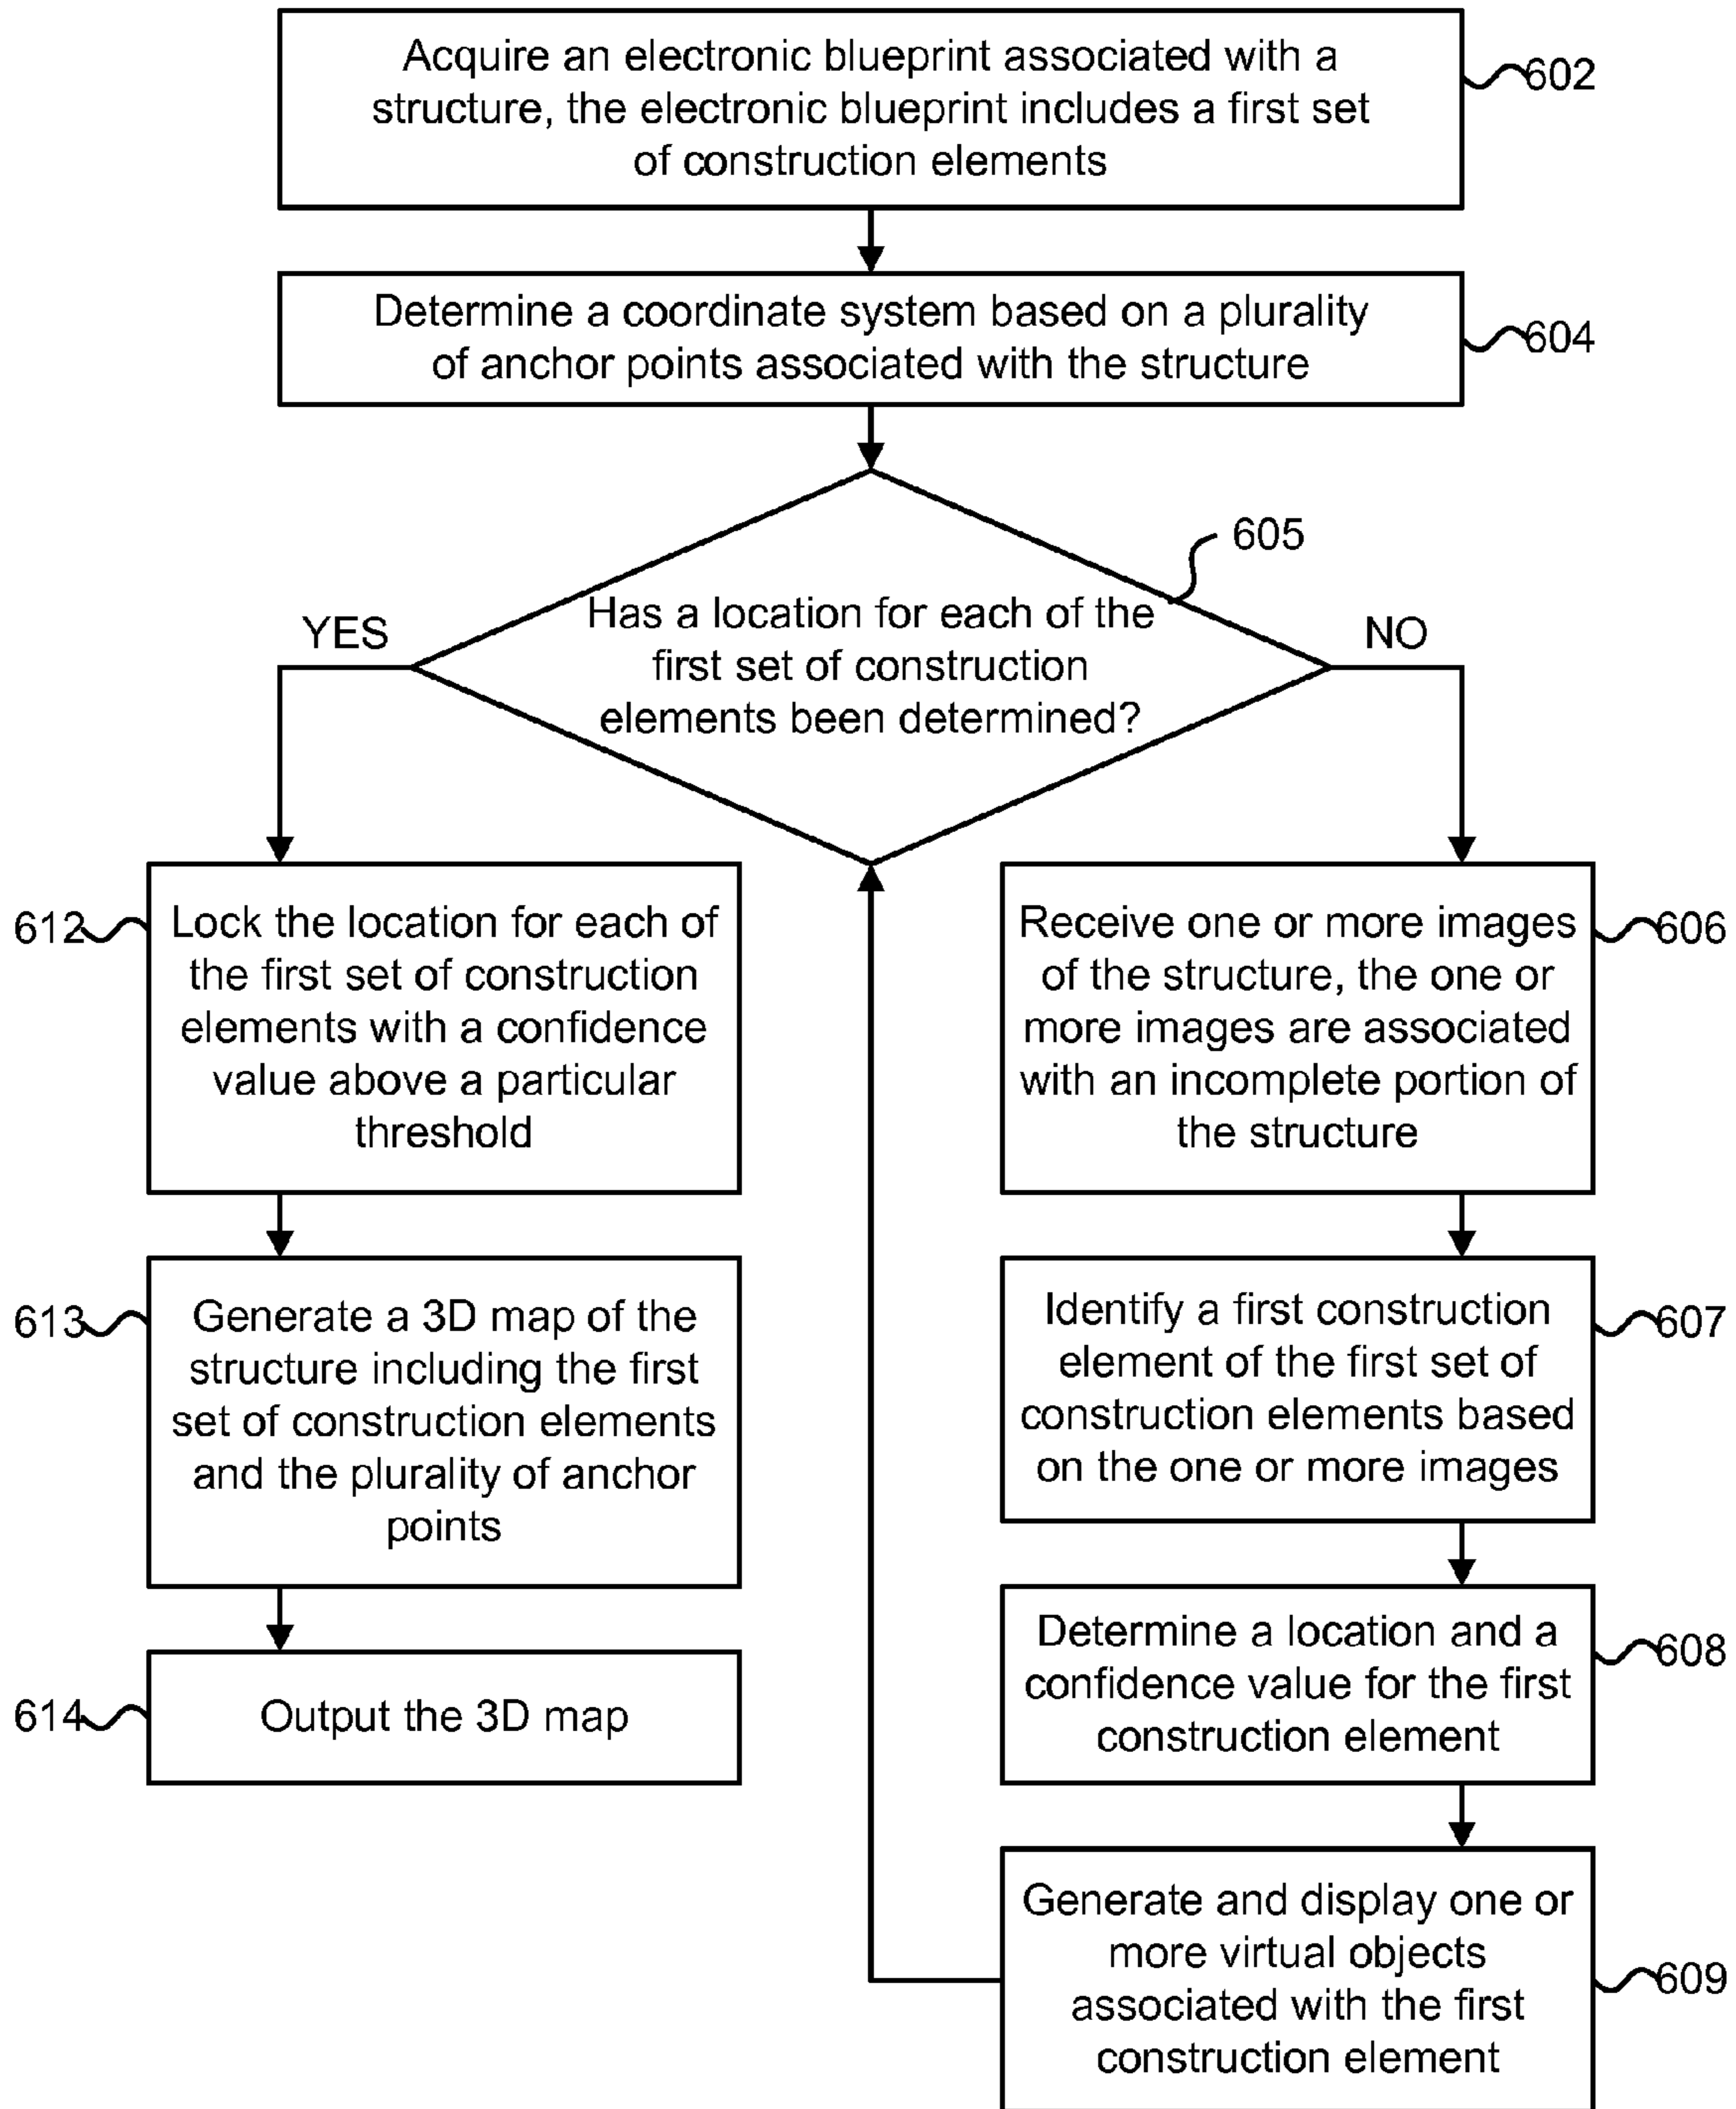 Acquire an electronic blueprint associated with a
structure, the electronic blueprint includes a first set
of construction elements
602
Determine a coordinate system based on a plurality
of anchor points associated with the structure
604
605
Has a location for each of the
first set of construction
elements been determined?
YES
NO
612
Lock the location for each of
the first set of construction
elements with a confidence
value above a particular
threshold
613
Generate a 3D map of the
structure including the first
set of construction elements
and the plurality of anchor
points
614
Output the 3D map
Receive one or more images
of the structure, the one or
more images are associated
with an incomplete portion of
the structure
606
Identify a first construction
element of the first set of
construction elements based
on the one or more images
607
Determine a location and a
confidence value for the first
construction element
608
Generate and display one or
more virtual objects
associated with the first
construction element
609